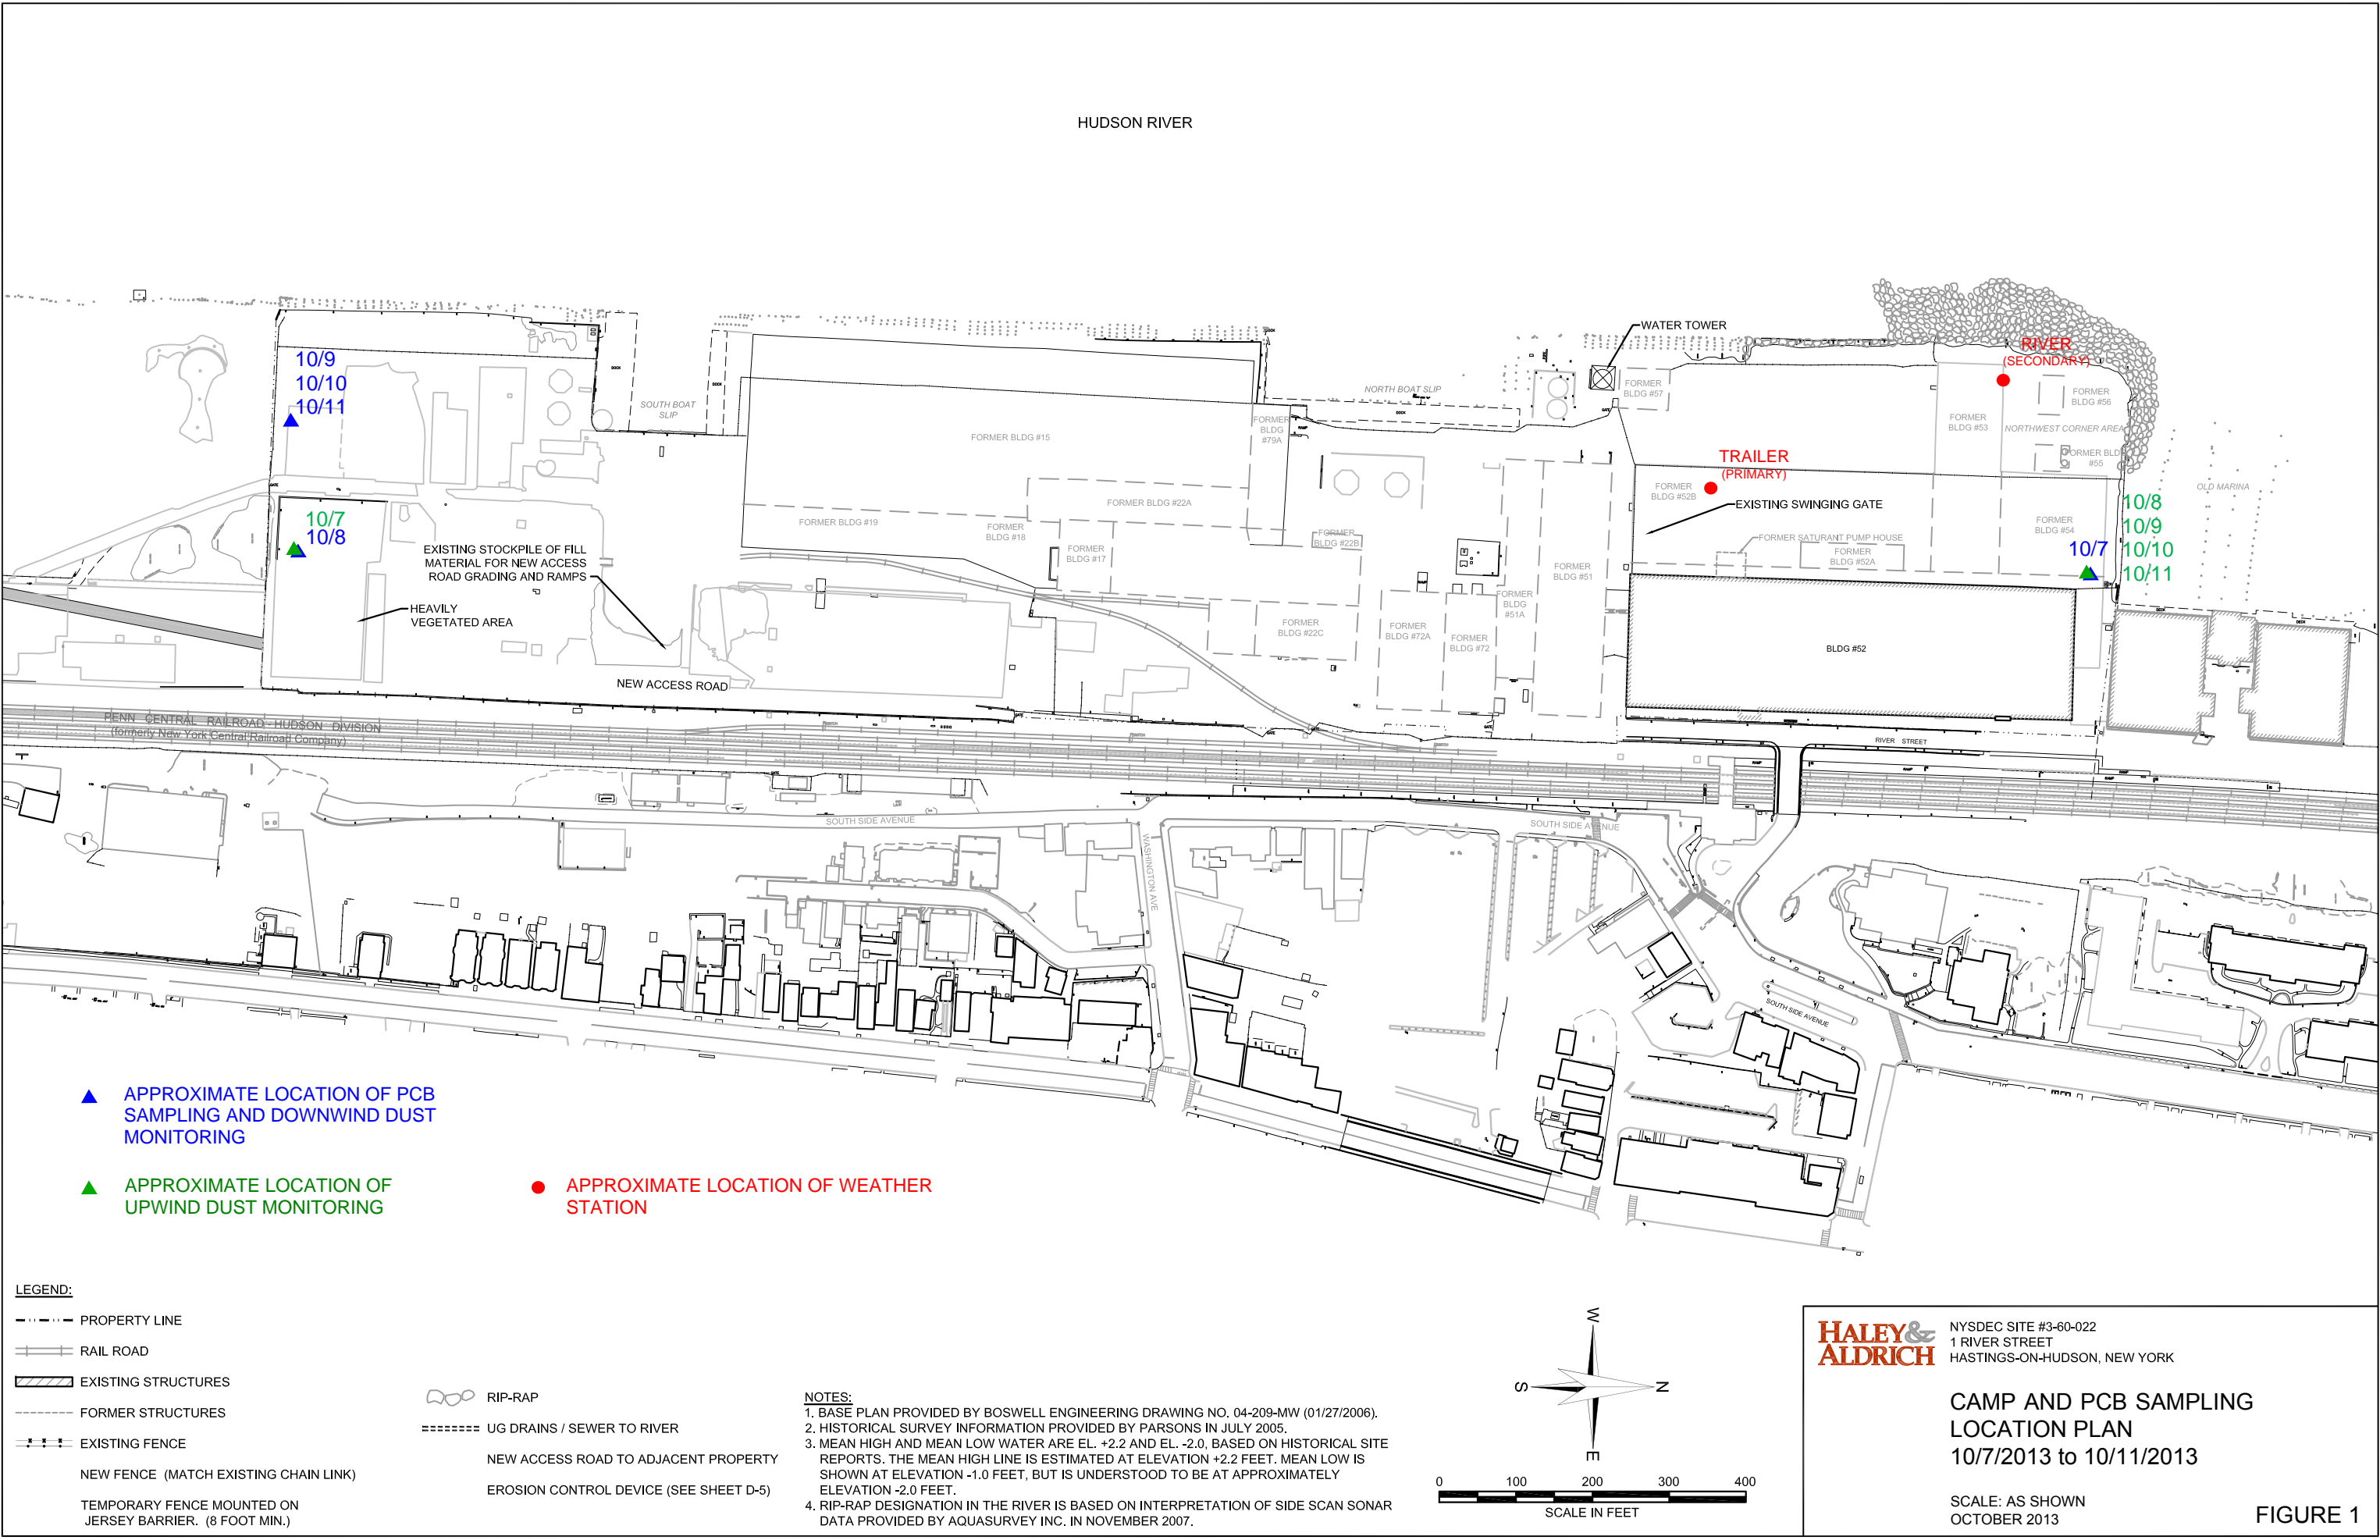 HUDSON RIVER
WATER TOWER
RIVER
(SECONDARY)
10/9
10/10
10/11
SOUTH BOAT
SLIP
DOCK
DOCK
DOCK
NORTH BOAT SLIP
DOCK
FORMER
BLDG #57
FORMER
BLDG #56
FORMER
BLDG #53
NORTHWEST CORNER AREA
FORMER BLDG #15
FORMER
BLDG
#79A
FORMER BLD
#55
TRAILER
(PRIMARY)
FORMER
BLDG #52B
EXISTING SWINGING GATE
OLD MARINA
10/7
10/8
FORMER BLDG #22A
FORMER BLDG #19
FORMER
BLDG #18
FORMER
BLDG #17
FORMER
BLDG #22B
FORMER
BLDG #54
10/8
10/9
10/10
10/11
10/7
FORMER SATURANT PUMP HOUSE
FORMER
BLDG #52A
EXISTING STOCKPILE OF FILL
MATERIAL FOR NEW ACCESS
ROAD GRADING AND RAMPS
FORMER
BLDG #51
FORMER
BLDG
#51A
HEAVILY
VEGETATED AREA
FORMER
BLDG #22C
FORMER
BLDG #72A
FORMER
BLDG #72
BLDG #52
NEW ACCESS ROAD
PENN CENTRAL RAILROAD - HUDSON DIVISION
(formerly New York Central Railroad Company)
RIVER STREET
SOUTH SIDE AVENUE
SOUTH SIDE AVENUE
WASHINGTON AVE
SOUTH SIDE AVENUE
APPROXIMATE LOCATION OF PCB
SAMPLING AND DOWNWIND DUST
MONITORING
APPROXIMATE LOCATION OF
UPWIND DUST MONITORING
APPROXIMATE LOCATION OF WEATHER
STATION
LEGEND:
PROPERTY LINE
RAIL ROAD
EXISTING STRUCTURES
FORMER STRUCTURES
EXISTING FENCE
NEW FENCE (MATCH EXISTING CHAIN LINK)
TEMPORARY FENCE MOUNTED ON
JERSEY BARRIER. (8 FOOT MIN.)
RIP-RAP
UG DRAINS / SEWER TO RIVER
NEW ACCESS ROAD TO ADJACENT PROPERTY
EROSION CONTROL DEVICE (SEE SHEET D-5)
NOTES:
1. BASE PLAN PROVIDED BY BOSWELL ENGINEERING DRAWING NO. 04-209-MW (01/27/2006).
2. HISTORICAL SURVEY INFORMATION PROVIDED BY PARSONS IN JULY 2005.
3. MEAN HIGH AND MEAN LOW WATER ARE EL. +2.2 AND EL. -2.0, BASED ON HISTORICAL SITE
REPORTS. THE MEAN HIGH LINE IS ESTIMATED AT ELEVATION +2.2 FEET. MEAN LOW IS
SHOWN AT ELEVATION -1.0 FEET, BUT IS UNDERSTOOD TO BE AT APPROXIMATELY
ELEVATION -2.0 FEET.
4. RIP-RAP DESIGNATION IN THE RIVER IS BASED ON INTERPRETATION OF SIDE SCAN SONAR
DATA PROVIDED BY AQUASURVEY INC. IN NOVEMBER 2007.
W
S
N
E
0 100 200 300 400
SCALE IN FEET
HALEY&
ALDRICH
NYSDEC SITE #3-60-022
1 RIVER STREET
HASTINGS-ON-HUDSON, NEW YORK
CAMP AND PCB SAMPLING
LOCATION PLAN
10/7/2013 to 10/11/2013
SCALE: AS SHOWN
OCTOBER 2013
FIGURE 1